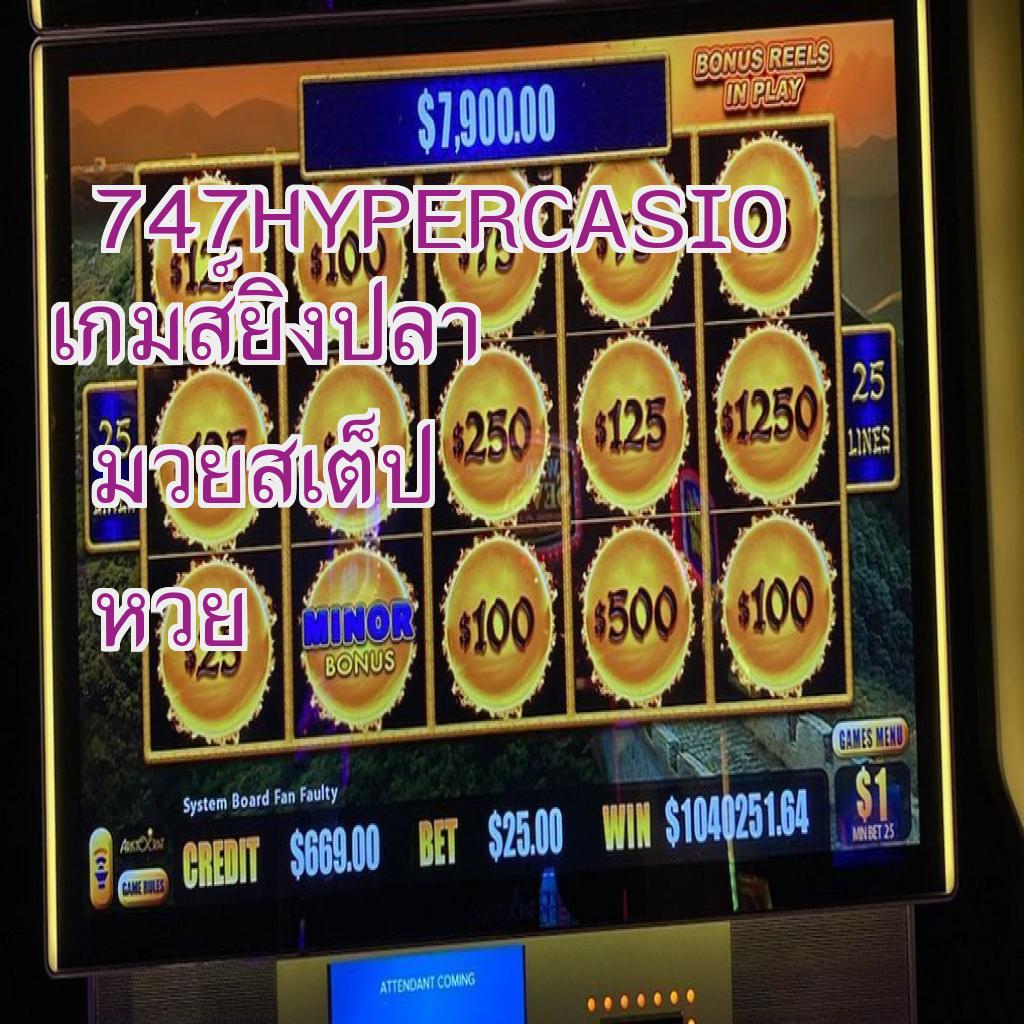 BONUS REELS
IN PLAY
$7,900.00
747HYPERCASIO
$100
เกมส์ยิงปลา
$250
$125
$1250
25
LINES
25
มวยสเต็ป
หวย
$25
MINOR
BONUS
$100
$500
$100
GAMES MENU
System Board Fan Faulty
$1
MIN BET 25
ARISTOCRAT
GAME RULES
CREDIT $669.00 BET $25.00 WIN $1040251.64
ATTENDANT COMING